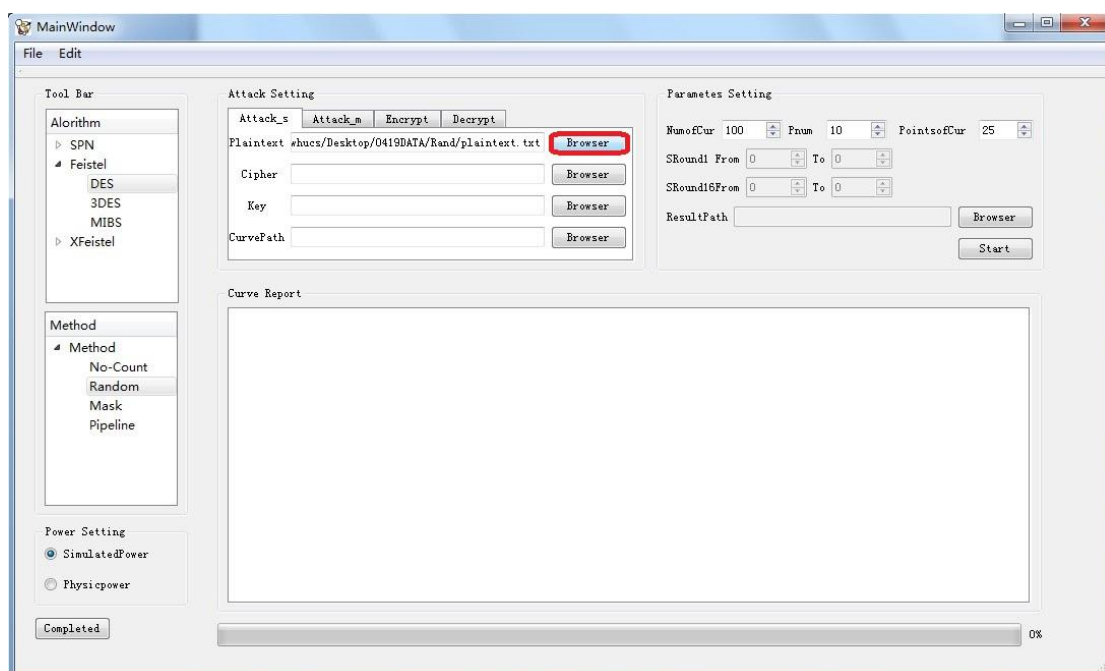 MainWindow
File Edit
Tool Bar
Alorithm
SPN
Feistel
DES
3DES
MIBS
XFeistel
Method
Method
No-Count
Random
Mask
Pipeline
Power Setting
SimulatedPower
Physicpower
Completed
Attack Setting
Attack_s Attack_m Encrypt Decrypt
Plaintext whucs/Desktop/0419DATA/Rand/plaintext.txt Browser
Cipher Browser
Key Browser
CurvePath Browser
Parametes Setting
NumofCur 100 Pnum 10 PointsofCur 25
SRound1 From 0 To 0
SRound16From 0 To 0
ResultPath Browser
Start
Curve Report
0%